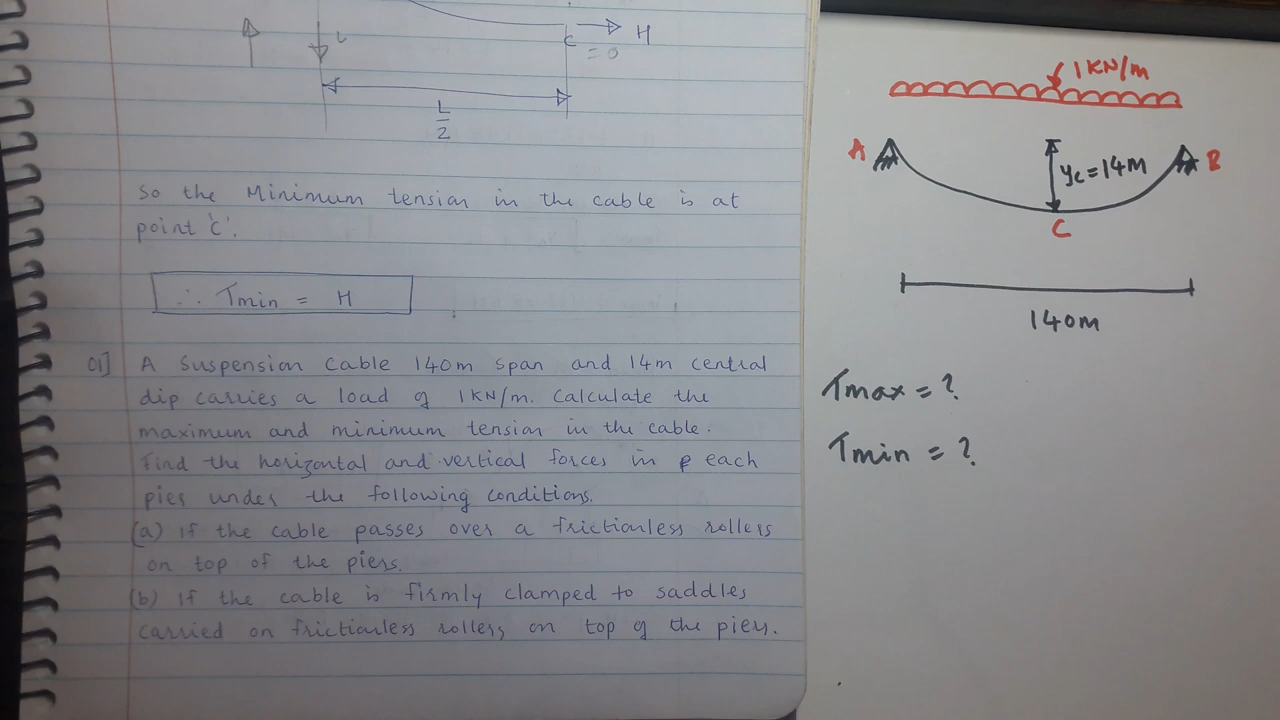 H
C
= 0
L
2
So the Minimum tension in the cable is at
point 'C'.
∴ Tmin = H
01] A Suspension Cable 140m span and 14m central
dip carries a load of 1KN/m. Calculate the
maximum and minimum tension in the cable.
Find the horizontal and vertical forces in each
pier under the following conditions.
(a) If the cable passes over a frictionless rollers
on top of the piers.
(b) If the cable is firmly clamped to saddles
carried on frictionless rollers on top of the piers.
1KN/m
A
yc=14m
B
C
140m
Tmax = ?
Tmin = ?